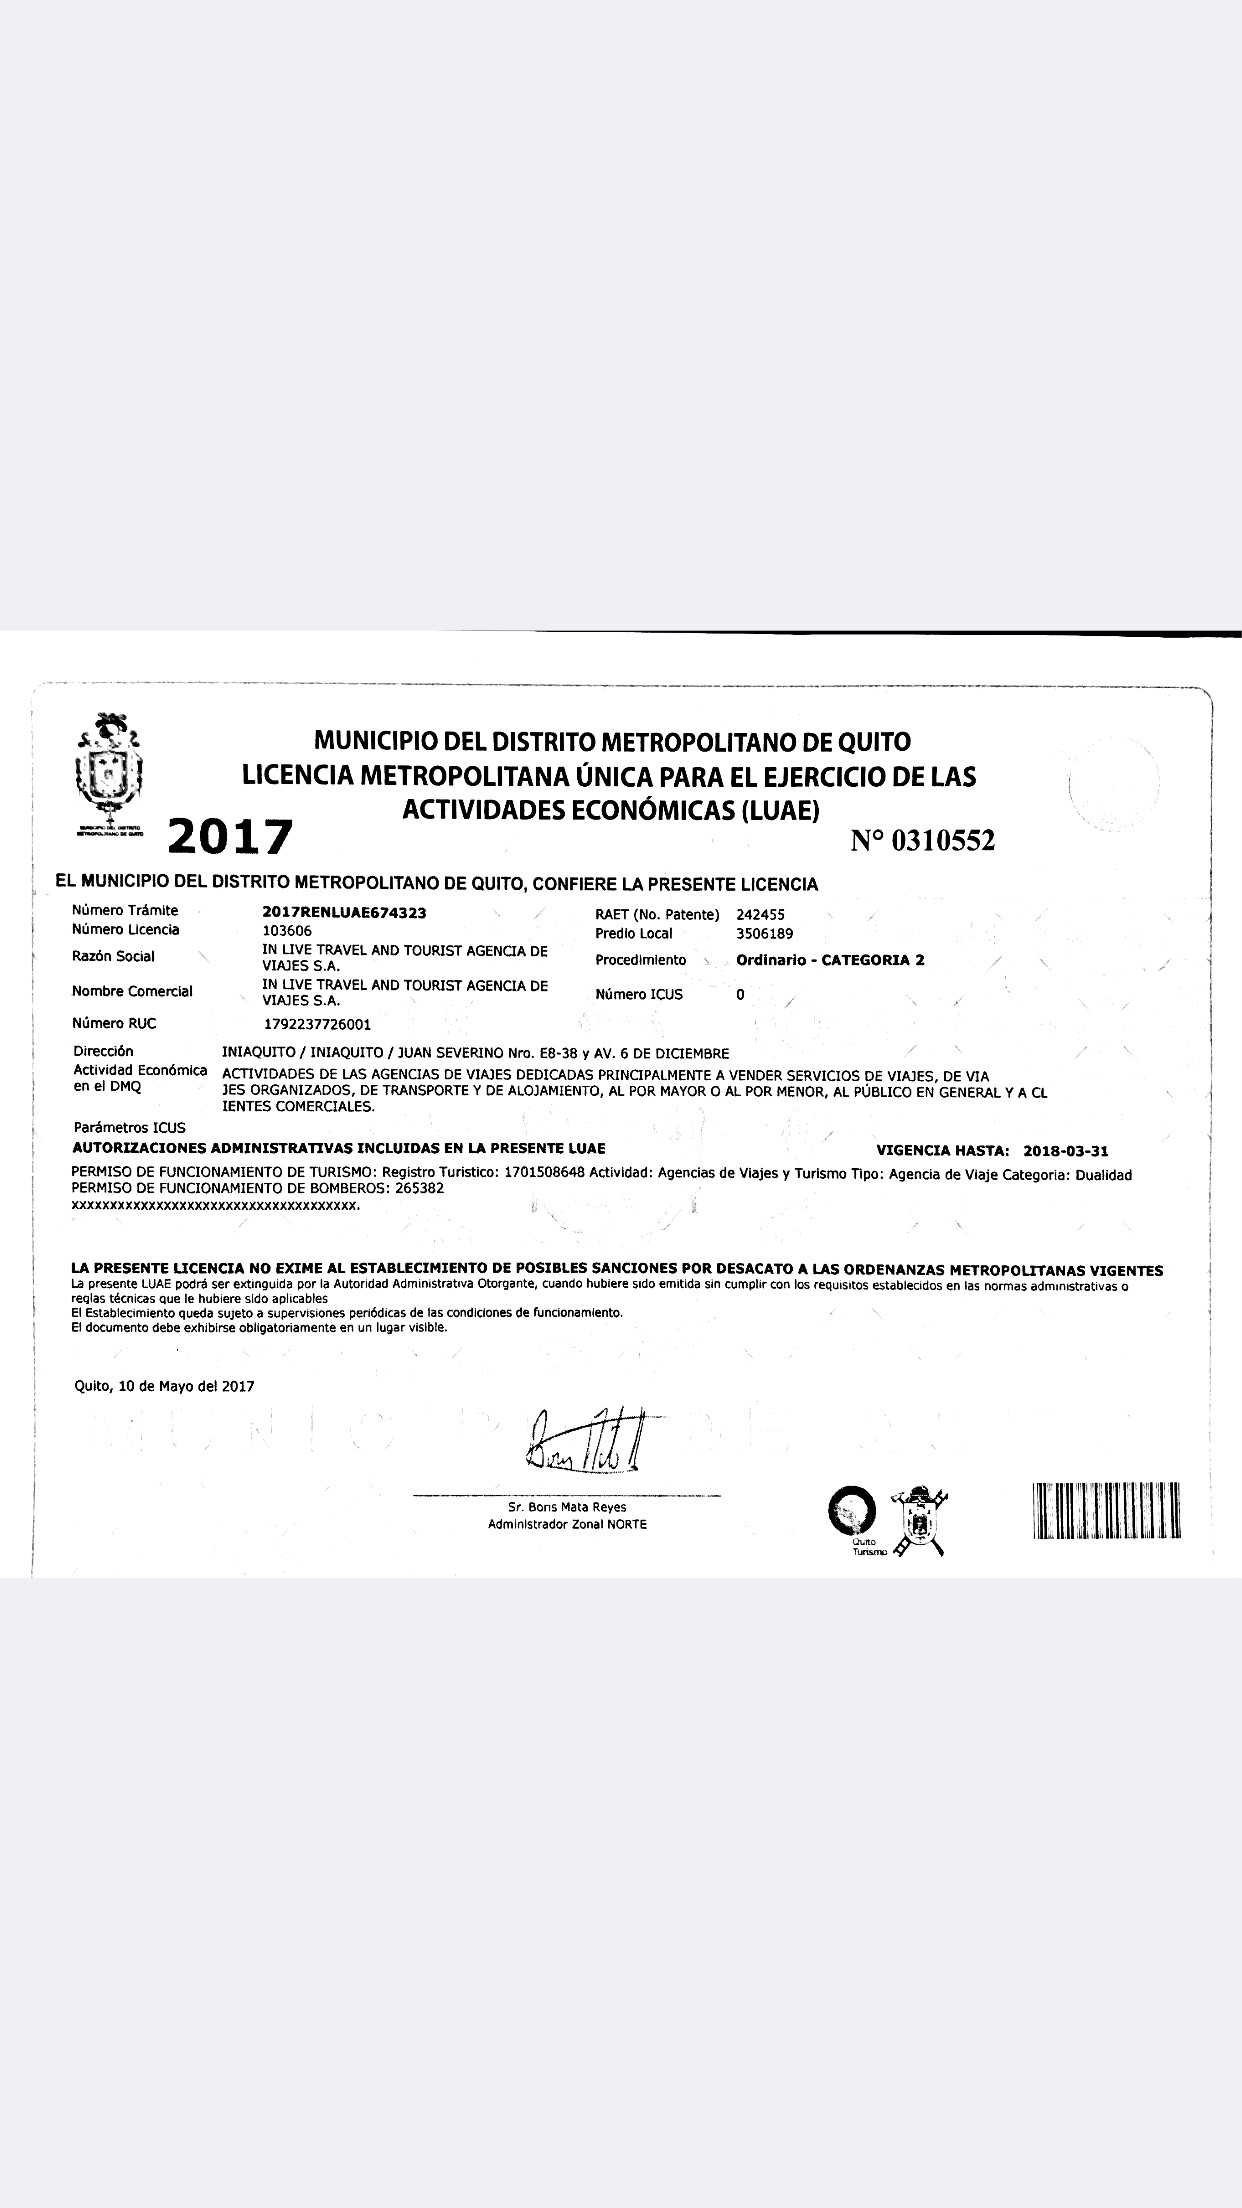 MUNICIPIO DEL DISTRITO METROPOLITANO DE QUITO
LICENCIA METROPOLITANA ÚNICA PARA EL EJERCICIO DE LAS
ACTIVIDADES ECONÓMICAS (LUAE)
MUNICIPIO DEL DISTRITO
METROPOLITANO DE QUITO
2017
N° 0310552
EL MUNICIPIO DEL DISTRITO METROPOLITANO DE QUITO, CONFIERE LA PRESENTE LICENCIA
Número Trámite 2017RENLUAE674323 RAET (No. Patente) 242455
Número Licencia 103606 Predio Local 3506189
Razón Social IN LIVE TRAVEL AND TOURIST AGENCIA DE
VIAJES S.A.
Procedimiento Ordinario - CATEGORIA 2
Nombre Comercial IN LIVE TRAVEL AND TOURIST AGENCIA DE
VIAJES S.A.
Número ICUS 0
Número RUC 1792237726001
Dirección INIAQUITO / INIAQUITO / JUAN SEVERINO Nro. E8-38 y AV. 6 DE DICIEMBRE
Actividad Económica
en el DMQ
ACTIVIDADES DE LAS AGENCIAS DE VIAJES DEDICADAS PRINCIPALMENTE A VENDER SERVICIOS DE VIAJES, DE VIA
JES ORGANIZADOS, DE TRANSPORTE Y DE ALOJAMIENTO, AL POR MAYOR O AL POR MENOR, AL PÚBLICO EN GENERAL Y A CL
IENTES COMERCIALES.
Parámetros ICUS
AUTORIZACIONES ADMINISTRATIVAS INCLUIDAS EN LA PRESENTE LUAE VIGENCIA HASTA: 2018-03-31
PERMISO DE FUNCIONAMIENTO DE TURISMO: Registro Turistico: 1701508648 Actividad: Agencias de Viajes y Turismo Tipo: Agencia de Viaje Categoria: Dualidad
PERMISO DE FUNCIONAMIENTO DE BOMBEROS: 265382
xxxxxxxxxxxxxxxxxxxxxxxxxxxxxxxxxxxxx.
LA PRESENTE LICENCIA NO EXIME AL ESTABLECIMIENTO DE POSIBLES SANCIONES POR DESACATO A LAS ORDENANZAS METROPOLITANAS VIGENTES
La presente LUAE podrá ser extinguida por la Autoridad Administrativa Otorgante, cuando hubiere sido emitida sin cumplir con los requisitos establecidos en las normas administrativas o
reglas técnicas que le hubiere sido aplicables
El Establecimiento queda sujeto a supervisiones periódicas de las condiciones de funcionamiento.
El documento debe exhibirse obligatoriamente en un lugar visible.
Quito, 10 de Mayo del 2017
Sr. Boris Mata Reyes
Administrador Zonal NORTE
Quito
Turismo